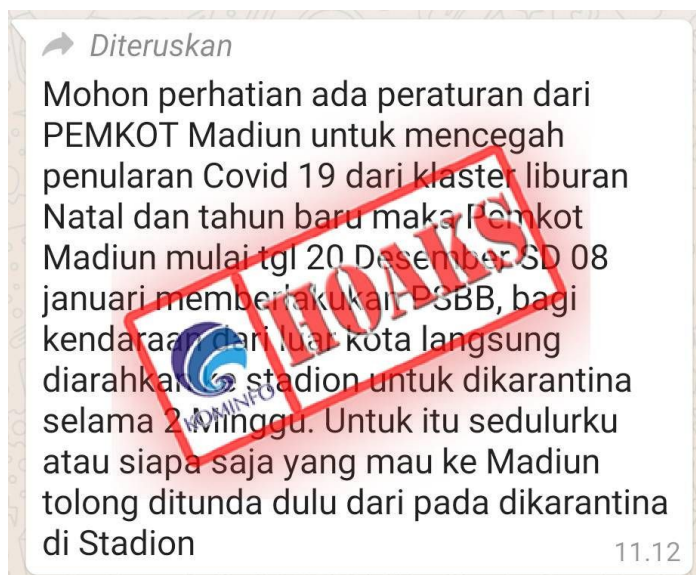 Diteruskan
Mohon perhatian ada peraturan dari
PEMKOT Madiun untuk mencegah
penularan Covid 19 dari klaster liburan
Natal dan tahun baru maka Pemkot
Madiun mulai tgl 20 Desember SD 08
januari memberlakukan PSBB, bagi
kendaraan dari luar kota langsung
diarahkan ke stadion untuk dikarantina
selama 2 Minggu. Untuk itu sedulurku
atau siapa saja yang mau ke Madiun
tolong ditunda dulu dari pada dikarantina
di Stadion
11.12
KOMINFO
HOAKS